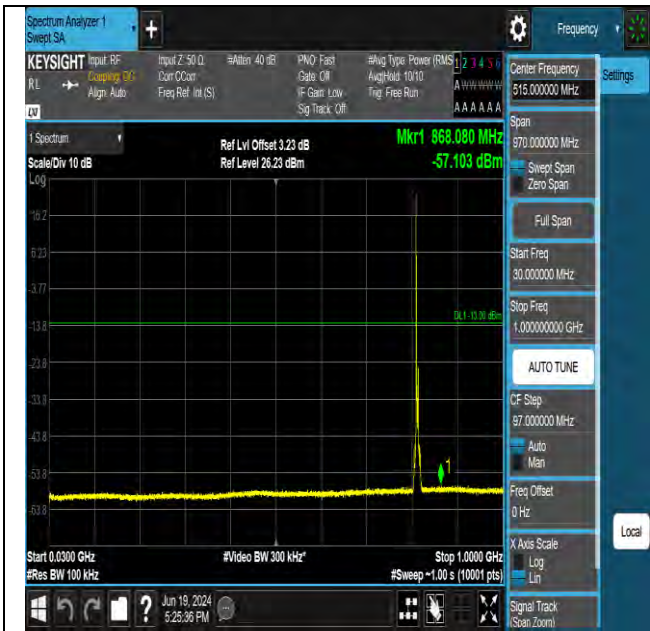 Spectrum Analyzer 1
Swept SA
+
Frequency
KEYSIGHT
RL
Input: RF
Coupling: DC
Align: Auto
Input Z: 50 Ω
Corr CCorr
Freq Ref: Int (S)
#Atten: 40 dB
PNO: Fast
Gate: Off
IF Gain: Low
Sig Track: Off
#Avg Type: Power (RMS
Avg|Hold: 10/10
Trig: Free Run
1 2 3 4 5 6
A W W W W W
A A A A A A
LW
1 Spectrum
Scale/Div 10 dB
Log
Ref Lvl Offset 3.23 dB
Ref Level 26.23 dBm
Mkr1 868.080 MHz
-57.103 dBm
16.2
6.23
-3.77
-13.8
-23.8
-33.8
-43.8
-53.8
-63.8
DL1 -13.00 dBm
1
Start 0.0300 GHz
#Res BW 100 kHz
#Video BW 300 kHz*
Stop 1.0000 GHz
#Sweep ~1.00 s (10001 pts)
Jun 19, 2024
5:25:36 PM
?
Center Frequency
515.000000 MHz
Settings
Span
970.000000 MHz
Swept Span
Zero Span
Full Span
Start Freq
30.000000 MHz
Stop Freq
1.000000000 GHz
AUTO TUNE
CF Step
97.000000 MHz
Auto
Man
Freq Offset
0 Hz
X Axis Scale
Log
Lin
Local
Signal Track
(Span Zoom)